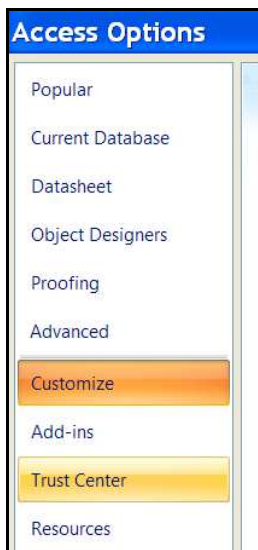 Access Options
Popular
Current Database
Datasheet
Object Designers
Proofing
Advanced
Customize
Add-ins
Trust Center
Resources